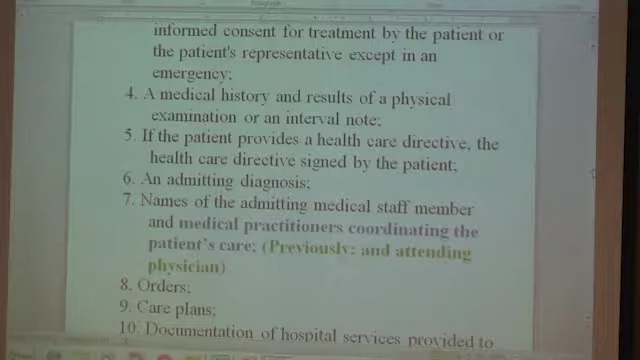 informed consent for treatment by the patient or
the patient's representative except in an
emergency;
4. A medical history and results of a physical
examination or an interval note;
5. If the patient provides a health care directive, the
health care directive signed by the patient;
6. An admitting diagnosis;
7. Names of the admitting medical staff member
and medical practitioners coordinating the
patient's care; (Previously: and attending
physician)
8. Orders;
9. Care plans;
10. Documentation of hospital services provided to